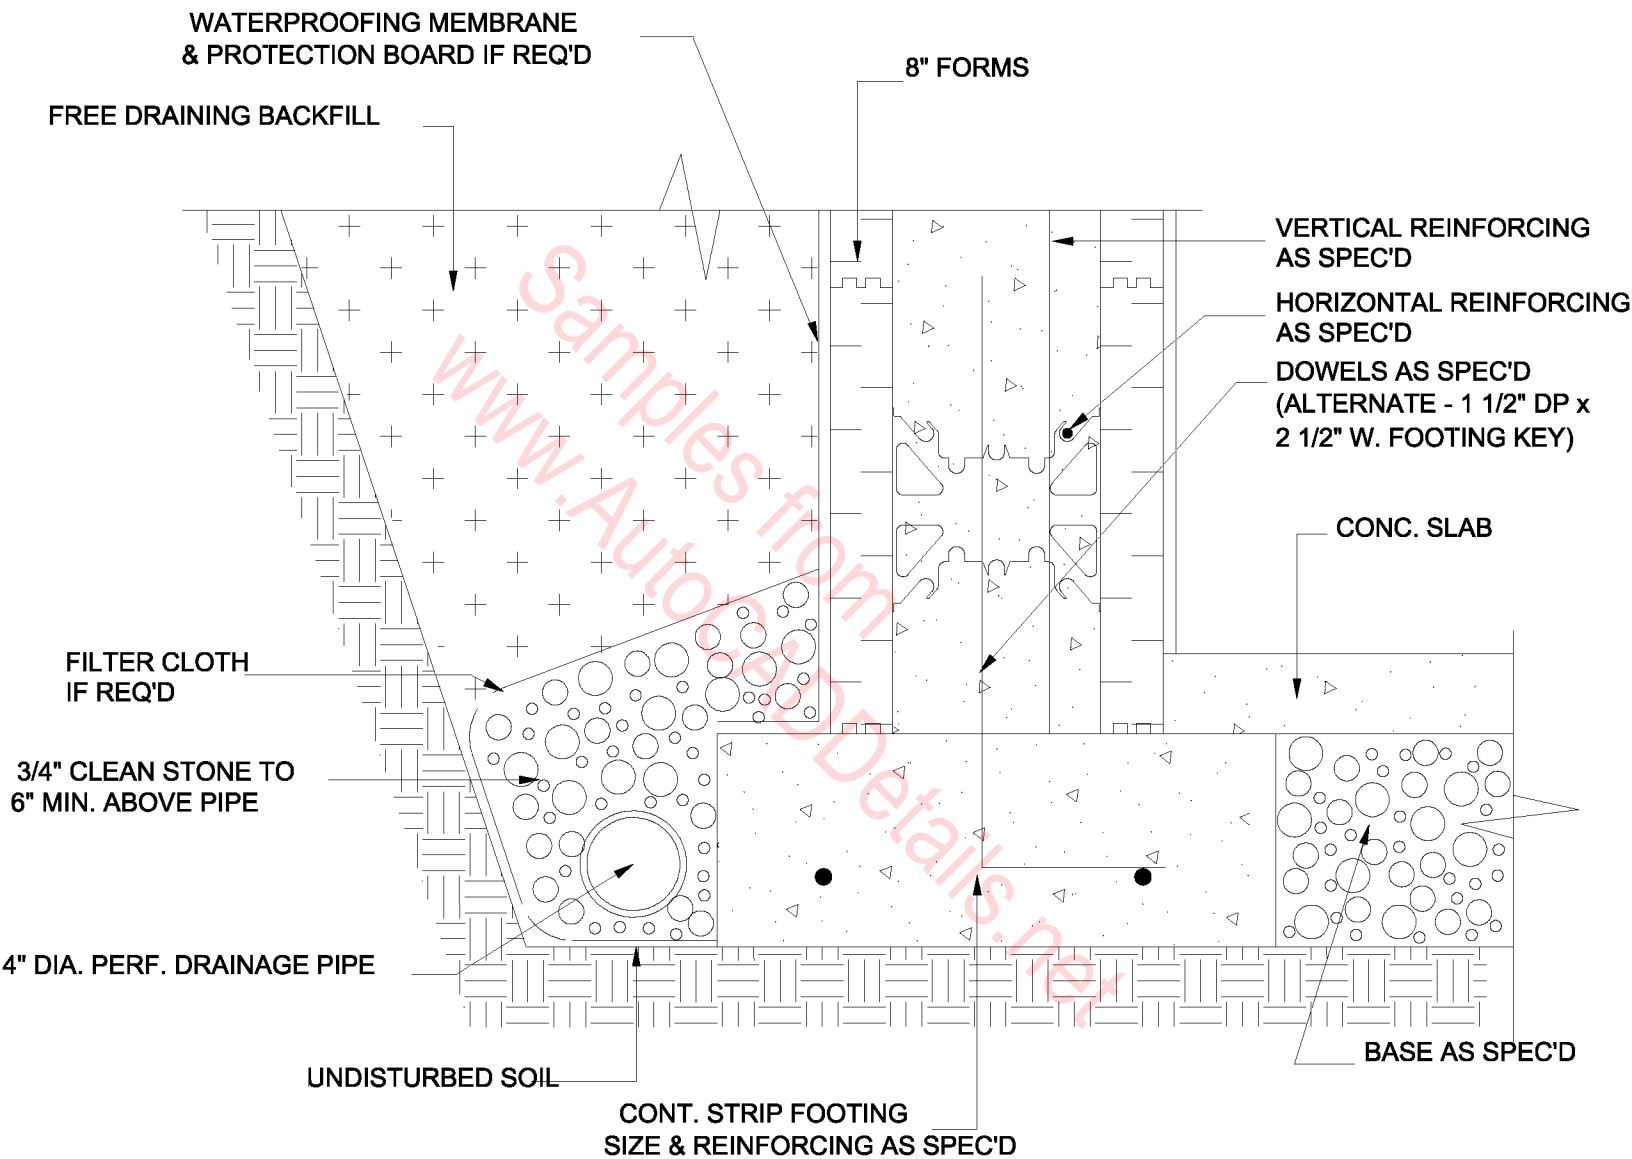 WATERPROOFING MEMBRANE
& PROTECTION BOARD IF REQ'D
8" FORMS
FREE DRAINING BACKFILL
VERTICAL REINFORCING
AS SPEC'D
HORIZONTAL REINFORCING
AS SPEC'D
DOWELS AS SPEC'D
(ALTERNATE - 1 1/2" DP x
2 1/2" W. FOOTING KEY)
CONC. SLAB
Samples from
www.AutoCADDetails.net
FILTER CLOTH
IF REQ'D
3/4" CLEAN STONE TO
6" MIN. ABOVE PIPE
4" DIA. PERF. DRAINAGE PIPE
BASE AS SPEC'D
UNDISTURBED SOIL
CONT. STRIP FOOTING
SIZE & REINFORCING AS SPEC'D